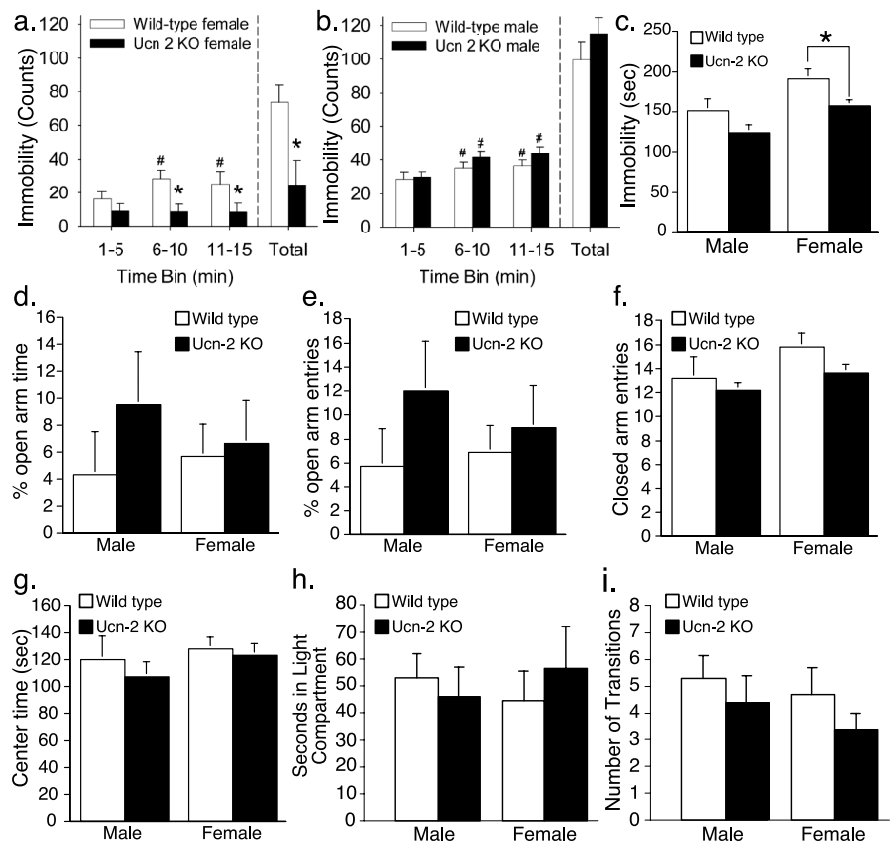 a.
Wild-type female
Ucn 2 KO female
Immobility (Counts)
120
100
80
60
40
20
0
#
*
#
*
*
1-5
6-10
11-15
Total
Time Bin (min)
b.
Wild-type male
Ucn 2 KO male
Immobility (Counts)
120
100
80
60
40
20
0
#
≠
#
≠
1-5
6-10
11-15
Total
Time Bin (min)
c.
Wild type
Ucn-2 KO
*
Immobility (sec)
250
200
150
100
50
0
Male
Female
d.
Wild type
Ucn-2 KO
% open arm time
16
14
12
10
8
6
4
2
0
Male
Female
e.
Wild type
Ucn-2 KO
% open arm entries
18
16
14
12
10
8
6
4
2
0
Male
Female
f.
Wild type
Ucn-2 KO
Closed arm entries
18
16
14
12
10
8
6
4
2
0
Male
Female
g.
Wild type
Ucn-2 KO
Center time (sec)
160
140
120
100
80
60
40
20
0
Male
Female
h.
Wild type
Ucn-2 KO
Seconds in Light
Compartment
80
70
60
50
40
30
20
10
0
Male
Female
i.
Wild type
Ucn-2 KO
Number of Transitions
8
7
6
5
4
3
2
1
0
Male
Female